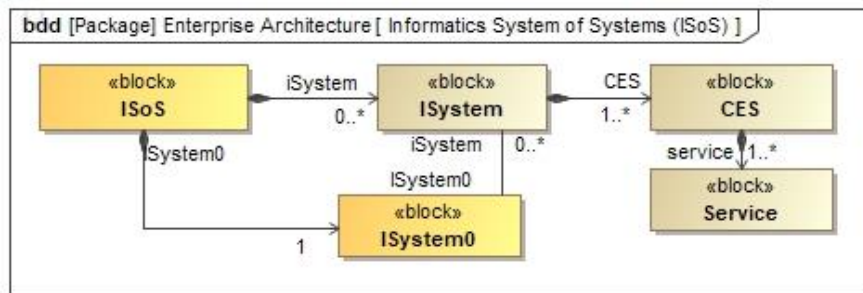 bdd [Package] Enterprise Architecture [ Informatics System of Systems (ISoS) ]
«block»
ISoS
iSystem
0..*
«block»
ISystem
CES
1..*
«block»
CES
ISystem0
iSystem
0..*
service
1..*
ISystem0
«block»
ISystem0
1
«block»
Service